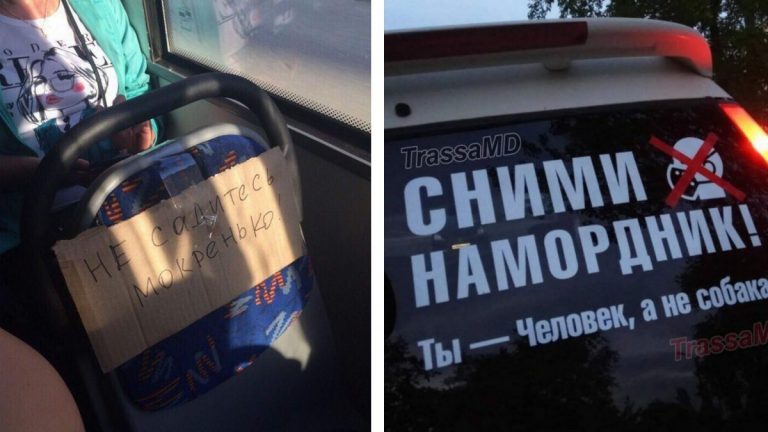 НЕ САДИТЕСЬ
МОКРЕНЬКО!
TrassaMD
СНИМИ
НАМОРДНИК!
Ты — Человек, а не собака
TrassaMD